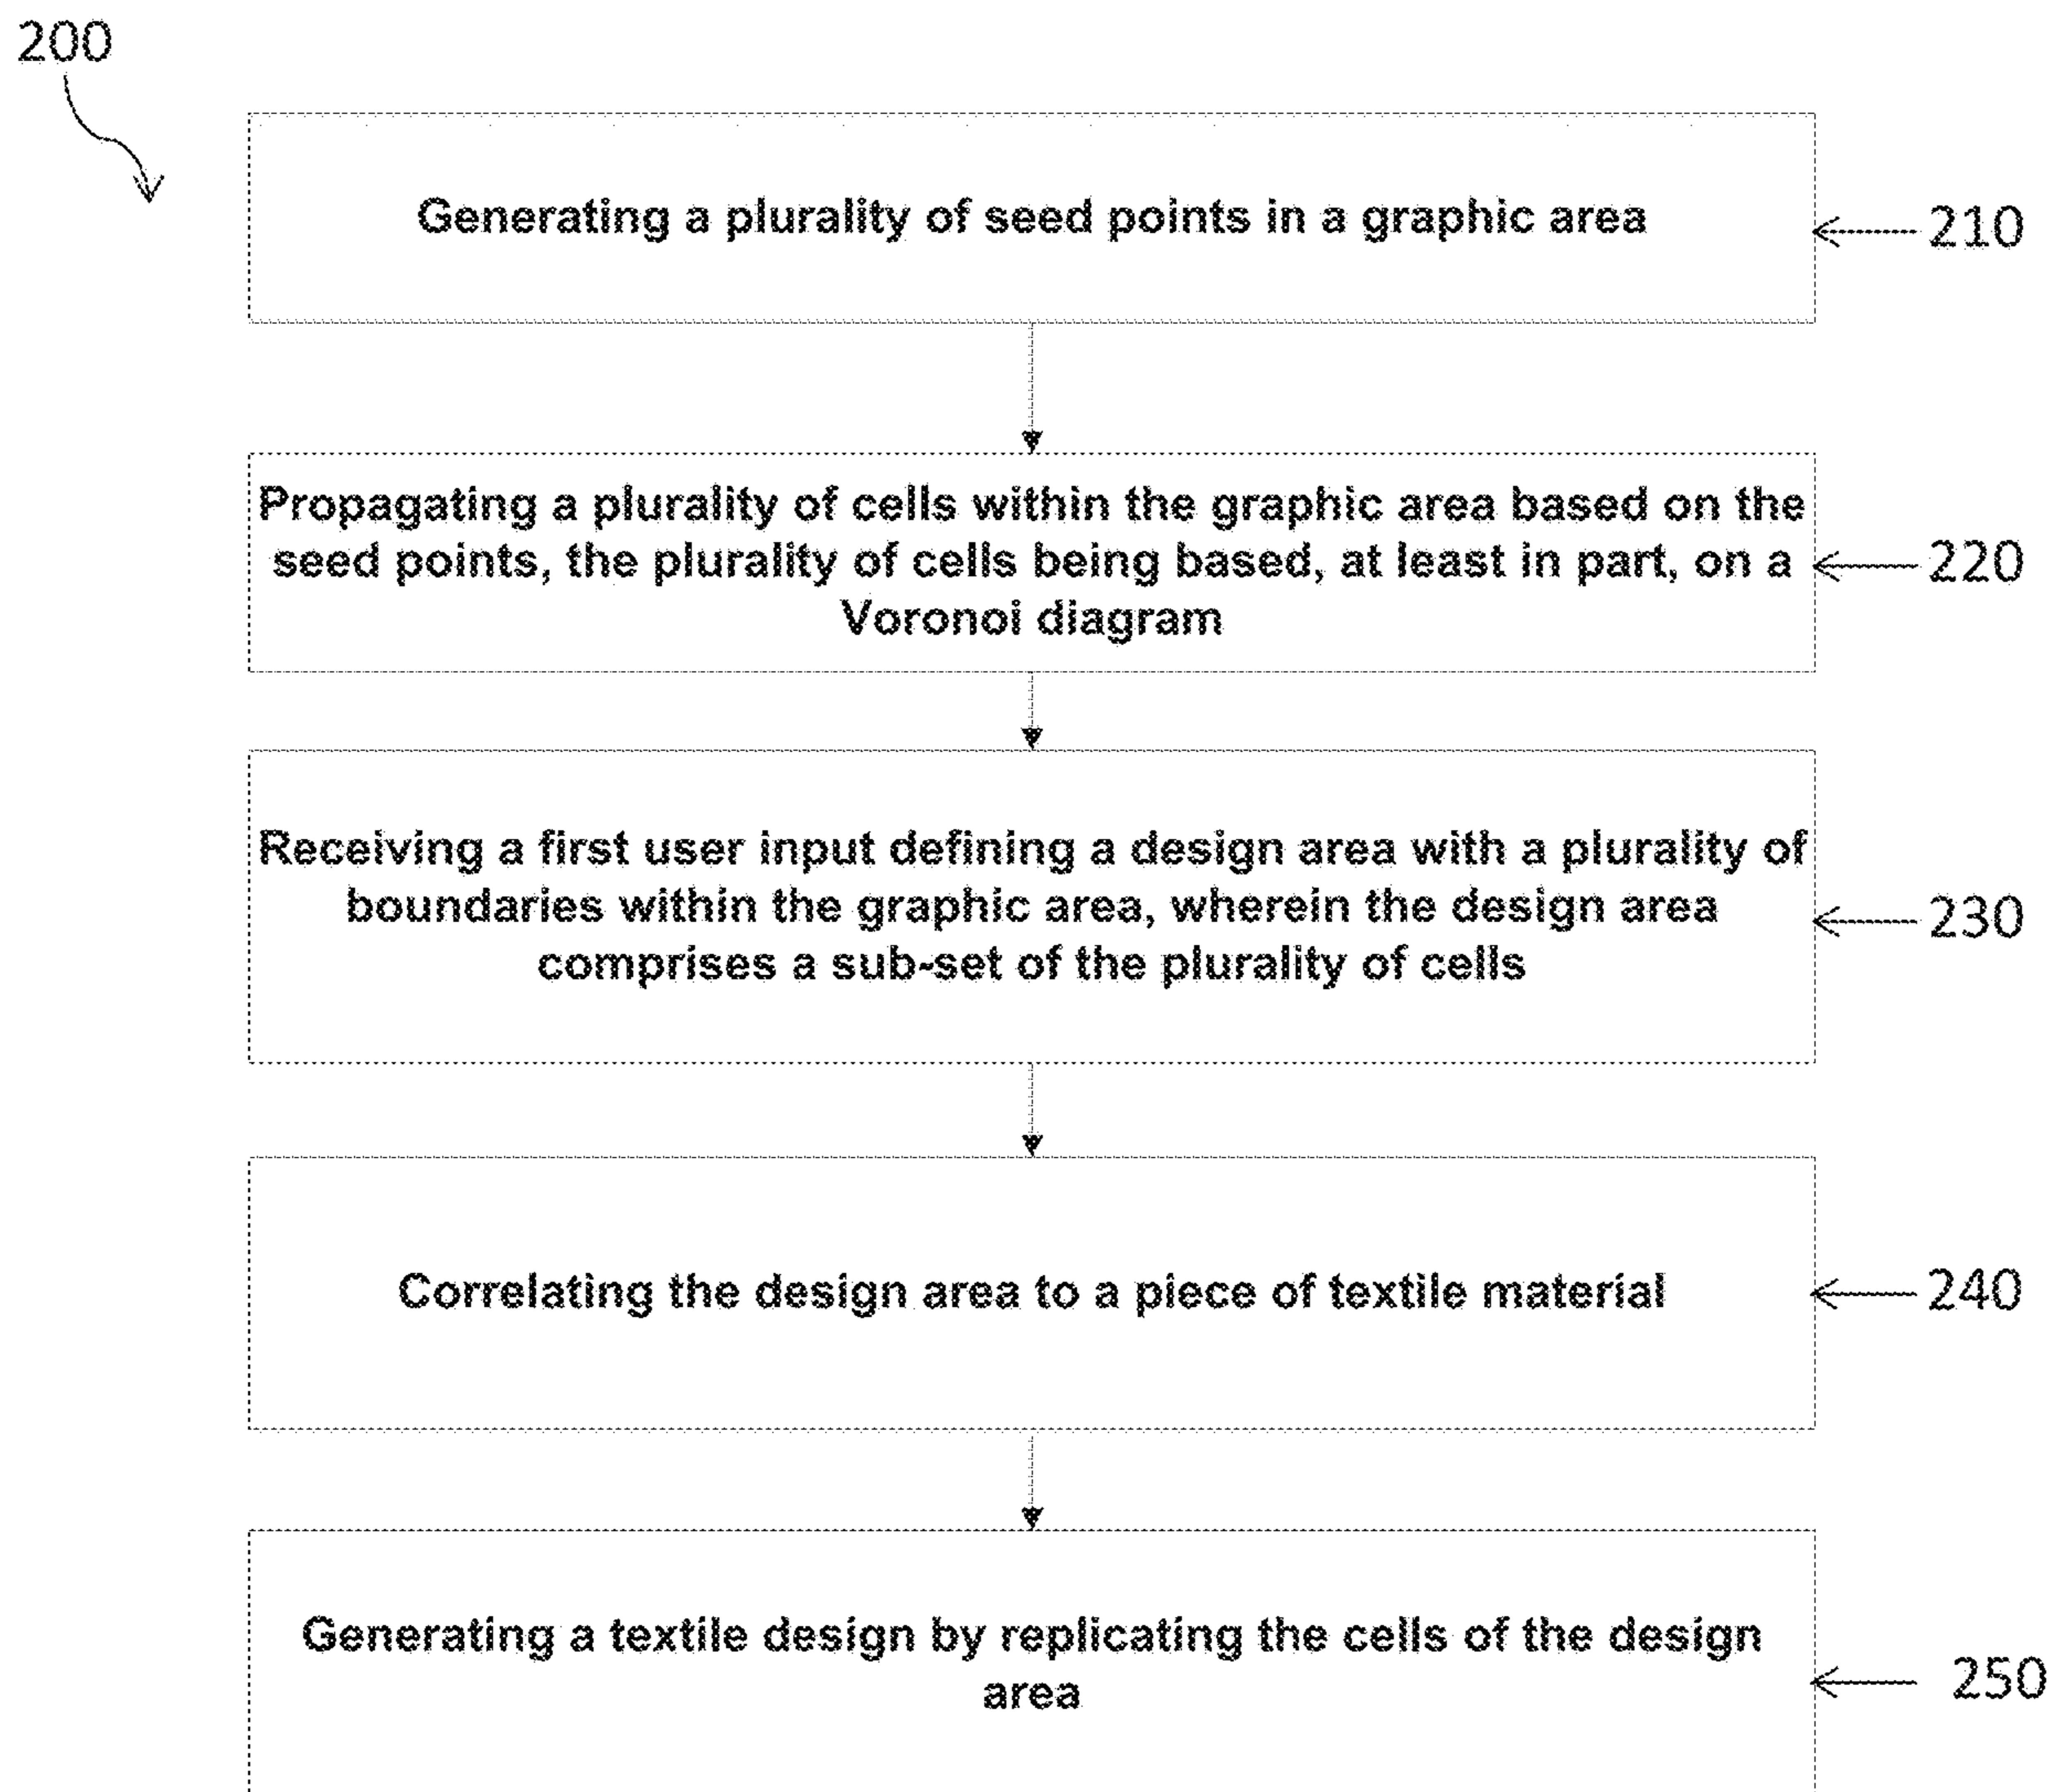 200
Generating a plurality of seed points in a graphic area
210
Propagating a plurality of cells within the graphic area based on the
seed points, the plurality of cells being based, at least in part, on a
Voronoi diagram
220
Receiving a first user input defining a design area with a plurality of
boundaries within the graphic area, wherein the design area
comprises a sub-set of the plurality of cells
230
Correlating the design area to a piece of textile material
240
Generating a textile design by replicating the cells of the design
area
250